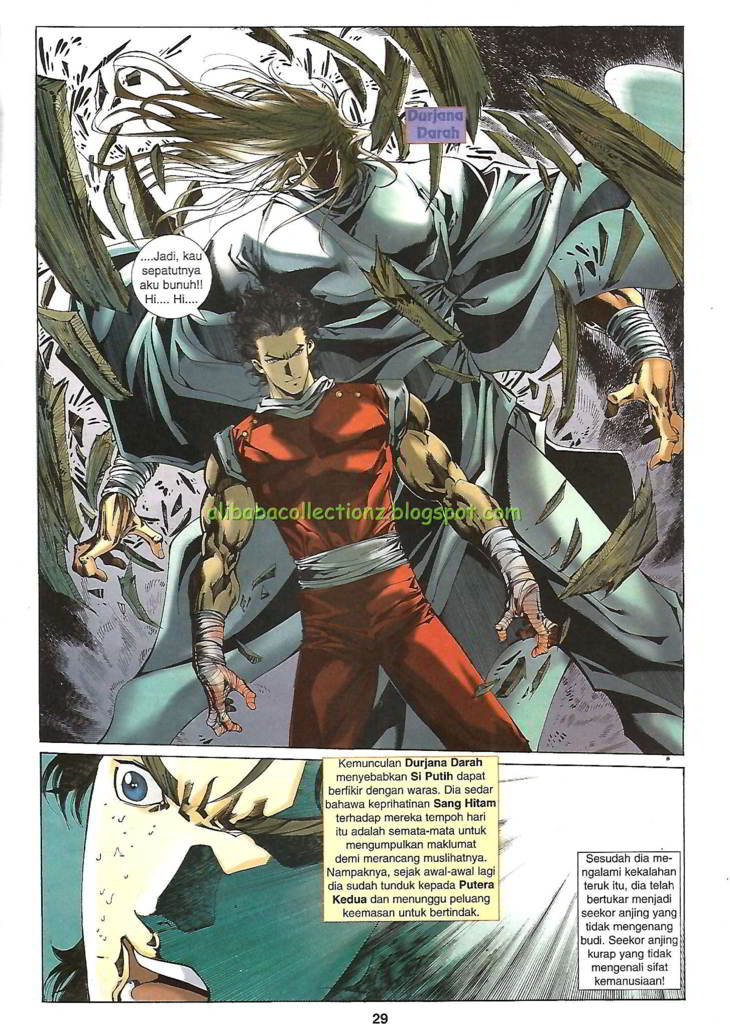 Durjana
Darah
....Jadi, kau
sepatutnya
aku bunuh!!
Hi.... Hi....
alibabacollectionz.blogspot.com
Kemunculan Durjana Darah
menyebabkan Si Putih dapat
berfikir dengan waras. Dia sedar
bahawa keprihatinan Sang Hitam
terhadap mereka tempoh hari
itu adalah semata-mata untuk
mengumpulkan maklumat
demi merancang muslihatnya.
Nampaknya, sejak awal-awal lagi
dia sudah tunduk kepada Putera
Kedua dan menunggu peluang
keemasan untuk bertindak.
Sesudah dia me-
ngalami kekalahan
teruk itu, dia telah
bertukar menjadi
seekor anjing yang
tidak mengenang
budi. Seekor anjing
kurap yang tidak
mengenali sifat
kemanusiaan!
29